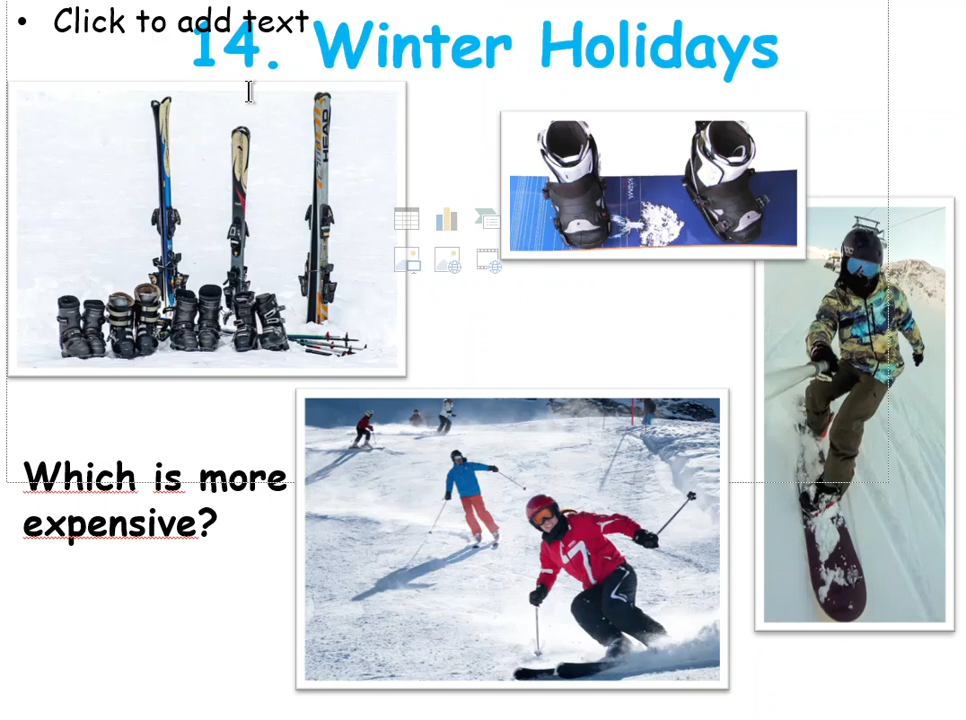 • Click to add text
14. Winter Holidays
HEAD
Which is more
expensive?